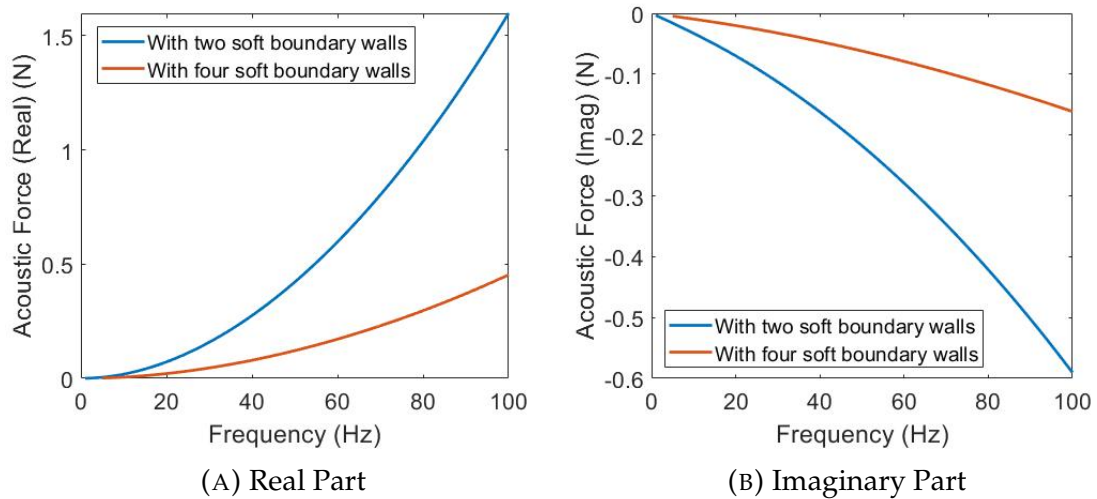 Acoustic Force (Real) (N)
1.5
1
0.5
0
With two soft boundary walls
With four soft boundary walls
0 20 40 60 80 100
Frequency (Hz)
(A) Real Part
Acoustic Force (Imag) (N)
0
-0.1
-0.2
-0.3
-0.4
-0.5
-0.6
With two soft boundary walls
With four soft boundary walls
0 20 40 60 80 100
Frequency (Hz)
(B) Imaginary Part